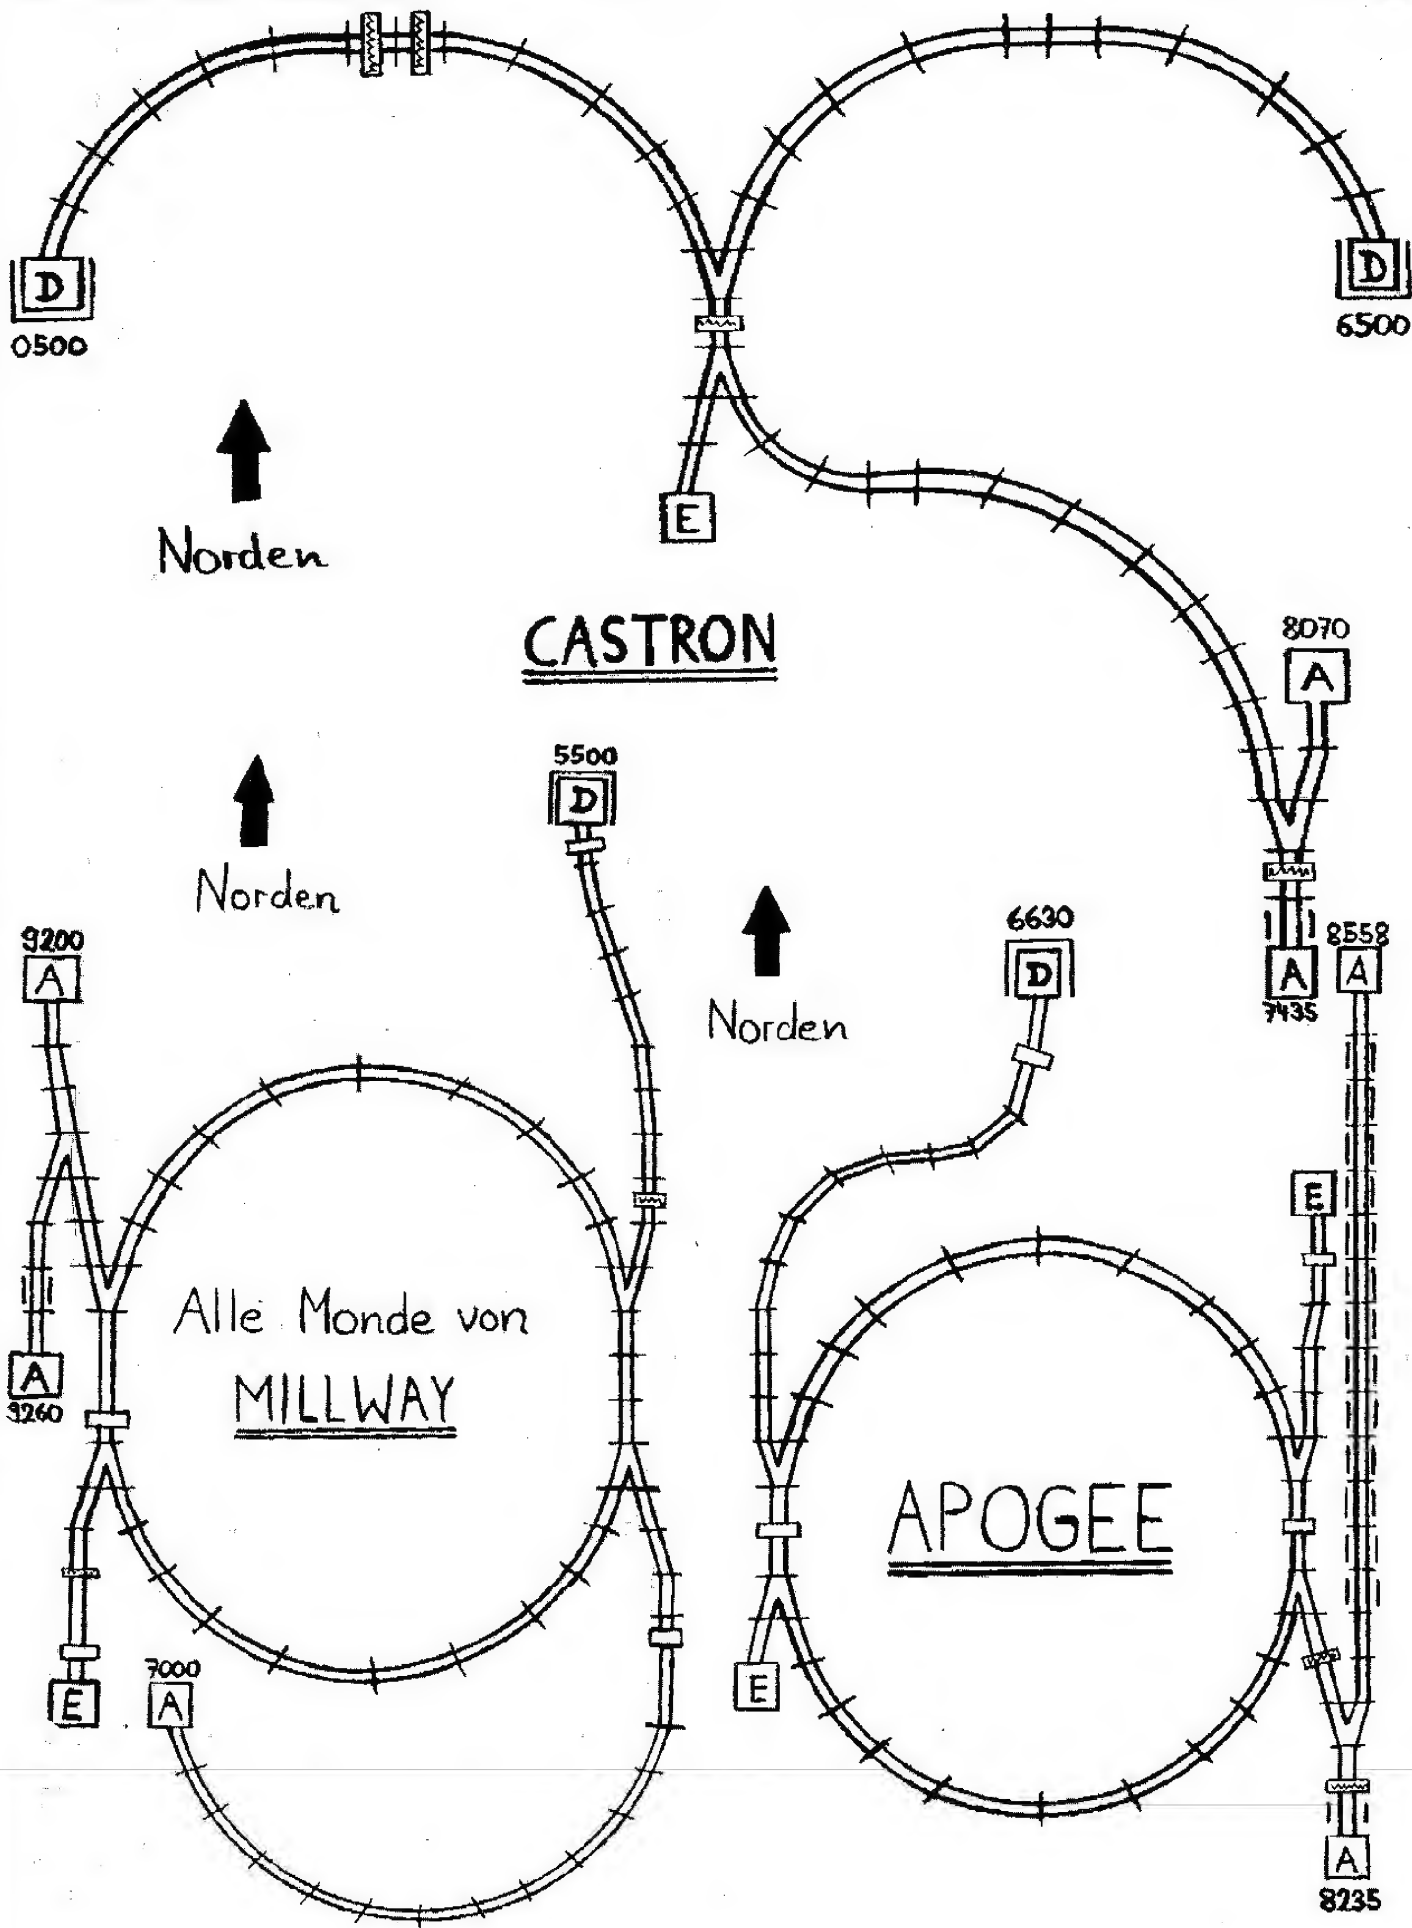 D
0500
D
6500
Norden
E
CASTRON
8070
A
5500
D
Norden
9200
A
6630
D
A
7435
8558
A
Norden
E
Alle Monde von
MILLWAY
A
9260
APOGEE
7000
A
E
E
A
8235